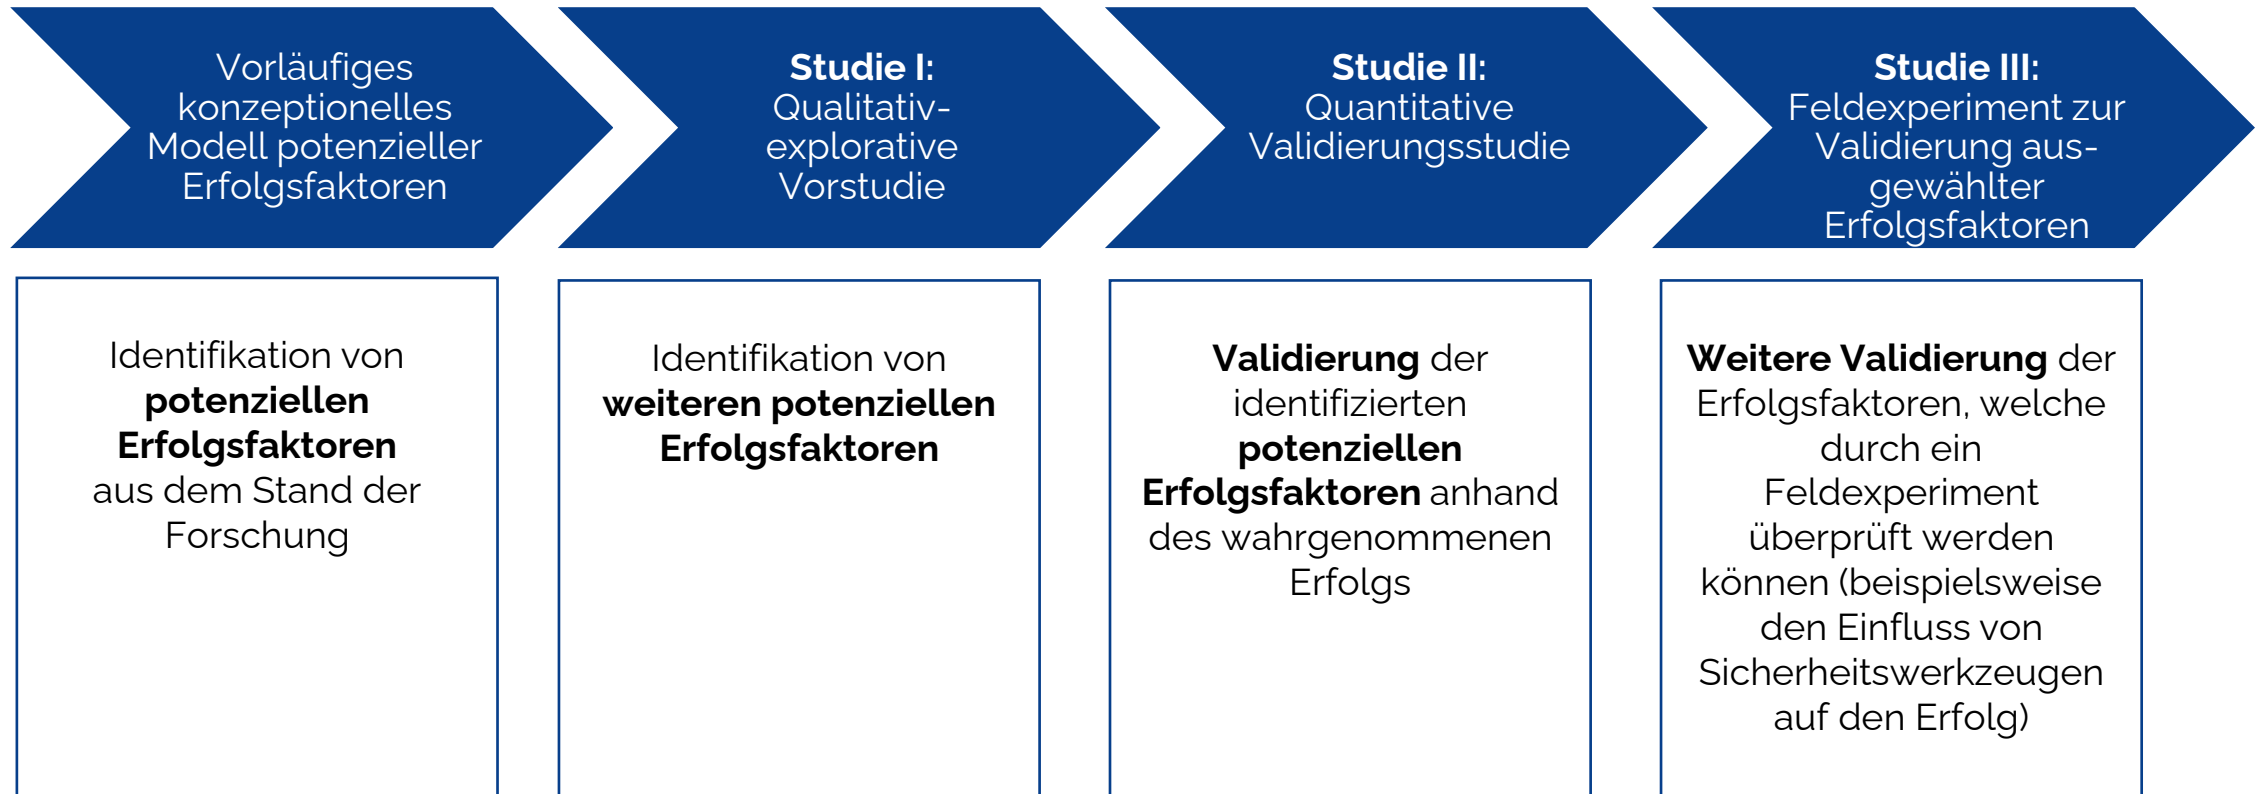 Vorläufiges
konzeptionelles
Modell potenzieller
Erfolgsfaktoren
Studie I:
Qualitativ-
explorative
Vorstudie
Studie II:
Quantitative
Validierungsstudie
Studie III:
Feldexperiment zur
Validierung aus-
gewählter
Erfolgsfaktoren
Identifikation von
potenziellen
Erfolgsfaktoren
aus dem Stand der
Forschung
Identifikation von
weiteren potenziellen
Erfolgsfaktoren
Validierung der
identifizierten
potenziellen
Erfolgsfaktoren anhand
des wahrgenommenen
Erfolgs
Weitere Validierung der
Erfolgsfaktoren, welche
durch ein
Feldexperiment
überprüft werden
können (beispielsweise
den Einfluss von
Sicherheitswerkzeugen
auf den Erfolg)